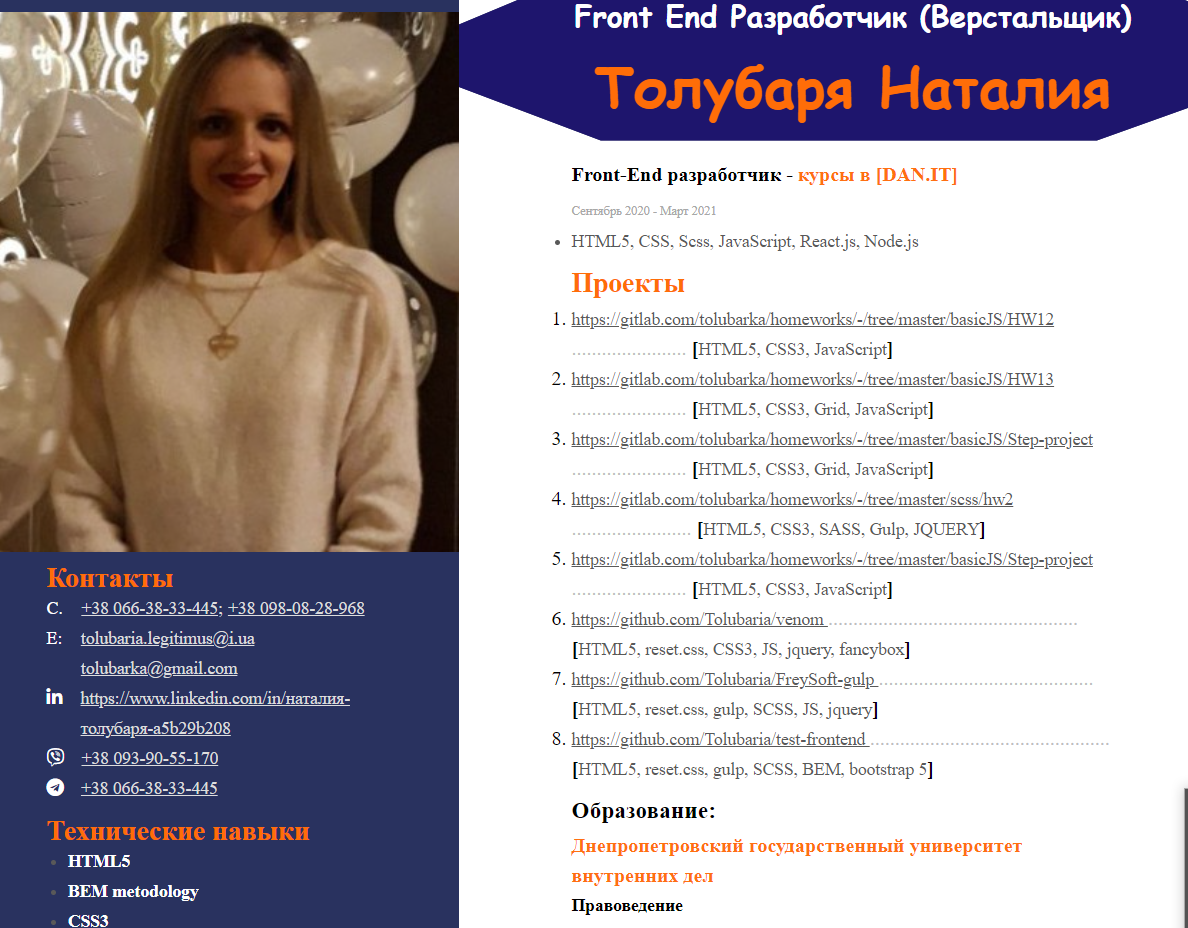 Front End Разработчик (Верстальщик)
Толубаря Наталия
Front-End разработчик - курсы в [DAN.IT]
Сентябрь 2020 - Март 2021
HTML5, CSS, Scss, JavaScript, React.js, Node.js
Проекты
1. https://gitlab.com/tolubarka/homeworks/-/tree/master/basicJS/HW12
...................... [HTML5, CSS3, JavaScript]
2. https://gitlab.com/tolubarka/homeworks/-/tree/master/basicJS/HW13
...................... [HTML5, CSS3, Grid, JavaScript]
3. https://gitlab.com/tolubarka/homeworks/-/tree/master/basicJS/Step-project
...................... [HTML5, CSS3, Grid, JavaScript]
4. https://gitlab.com/tolubarka/homeworks/-/tree/master/scss/hw2
....................... [HTML5, CSS3, SASS, Gulp, JQUERY]
5. https://gitlab.com/tolubarka/homeworks/-/tree/master/basicJS/Step-project
...................... [HTML5, CSS3, JavaScript]
6. https://github.com/Tolubaria/venom ................................................
[HTML5, reset.css, CSS3, JS, jquery, fancybox]
7. https://github.com/Tolubaria/FreySoft-gulp .........................................
[HTML5, reset.css, gulp, SCSS, JS, jquery]
8. https://github.com/Tolubaria/test-frontend ..............................................
[HTML5, reset.css, gulp, SCSS, BEM, bootstrap 5]
Образование:
Днепропетровский государственный университет
внутренних дел
Правоведение
Контакты
C. +38 066-38-33-445; +38 098-08-28-968
E: tolubaria.legitimus@i.ua
tolubarka@gmail.com
in https://www.linkedin.com/in/наталия-
толубаря-a5b29b208
+38 093-90-55-170
+38 066-38-33-445
Технические навыки
HTML5
BEM metodology
CSS3